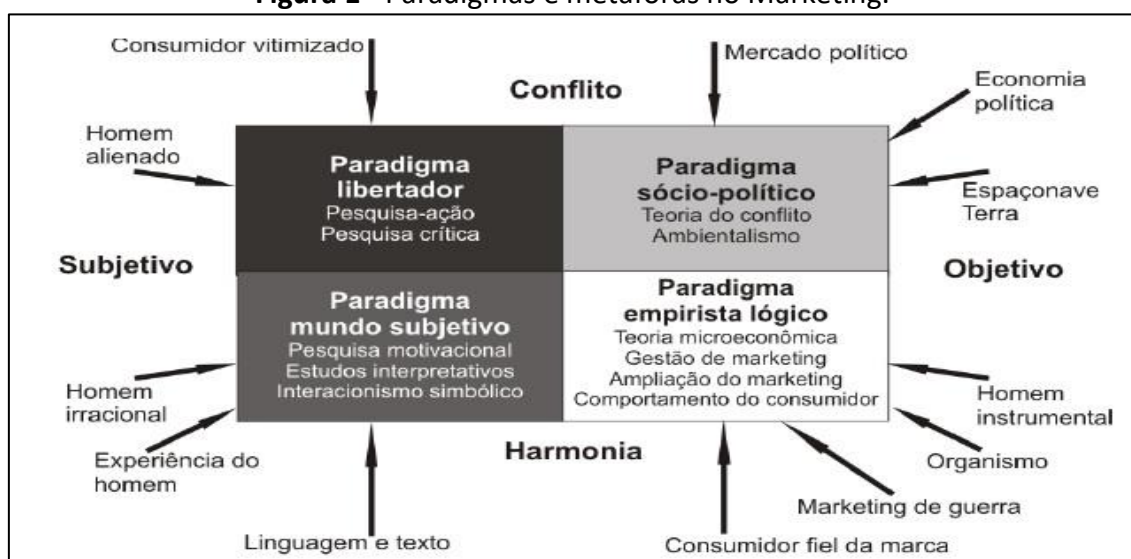 Figura 1 - Paradigmas e metáforas no Marketing.
Consumidor vitimizado
Mercado político
Conflito
Economia
política
Homem
alienado
Paradigma
libertador
Pesquisa-ação
Pesquisa crítica
Paradigma
sócio-político
Teoria do conflito
Ambientalismo
Espaçonave
Terra
Subjetivo
Objetivo
Paradigma
mundo subjetivo
Pesquisa motivacional
Estudos interpretativos
Interacionismo simbólico
Paradigma
empirista lógico
Teoria microeconômica
Gestão de marketing
Ampliação do marketing
Comportamento do consumidor
Homem
irracional
Homem
instrumental
Experiência do
homem
Harmonia
Organismo
Marketing de guerra
Linguagem e texto
Consumidor fiel da marca